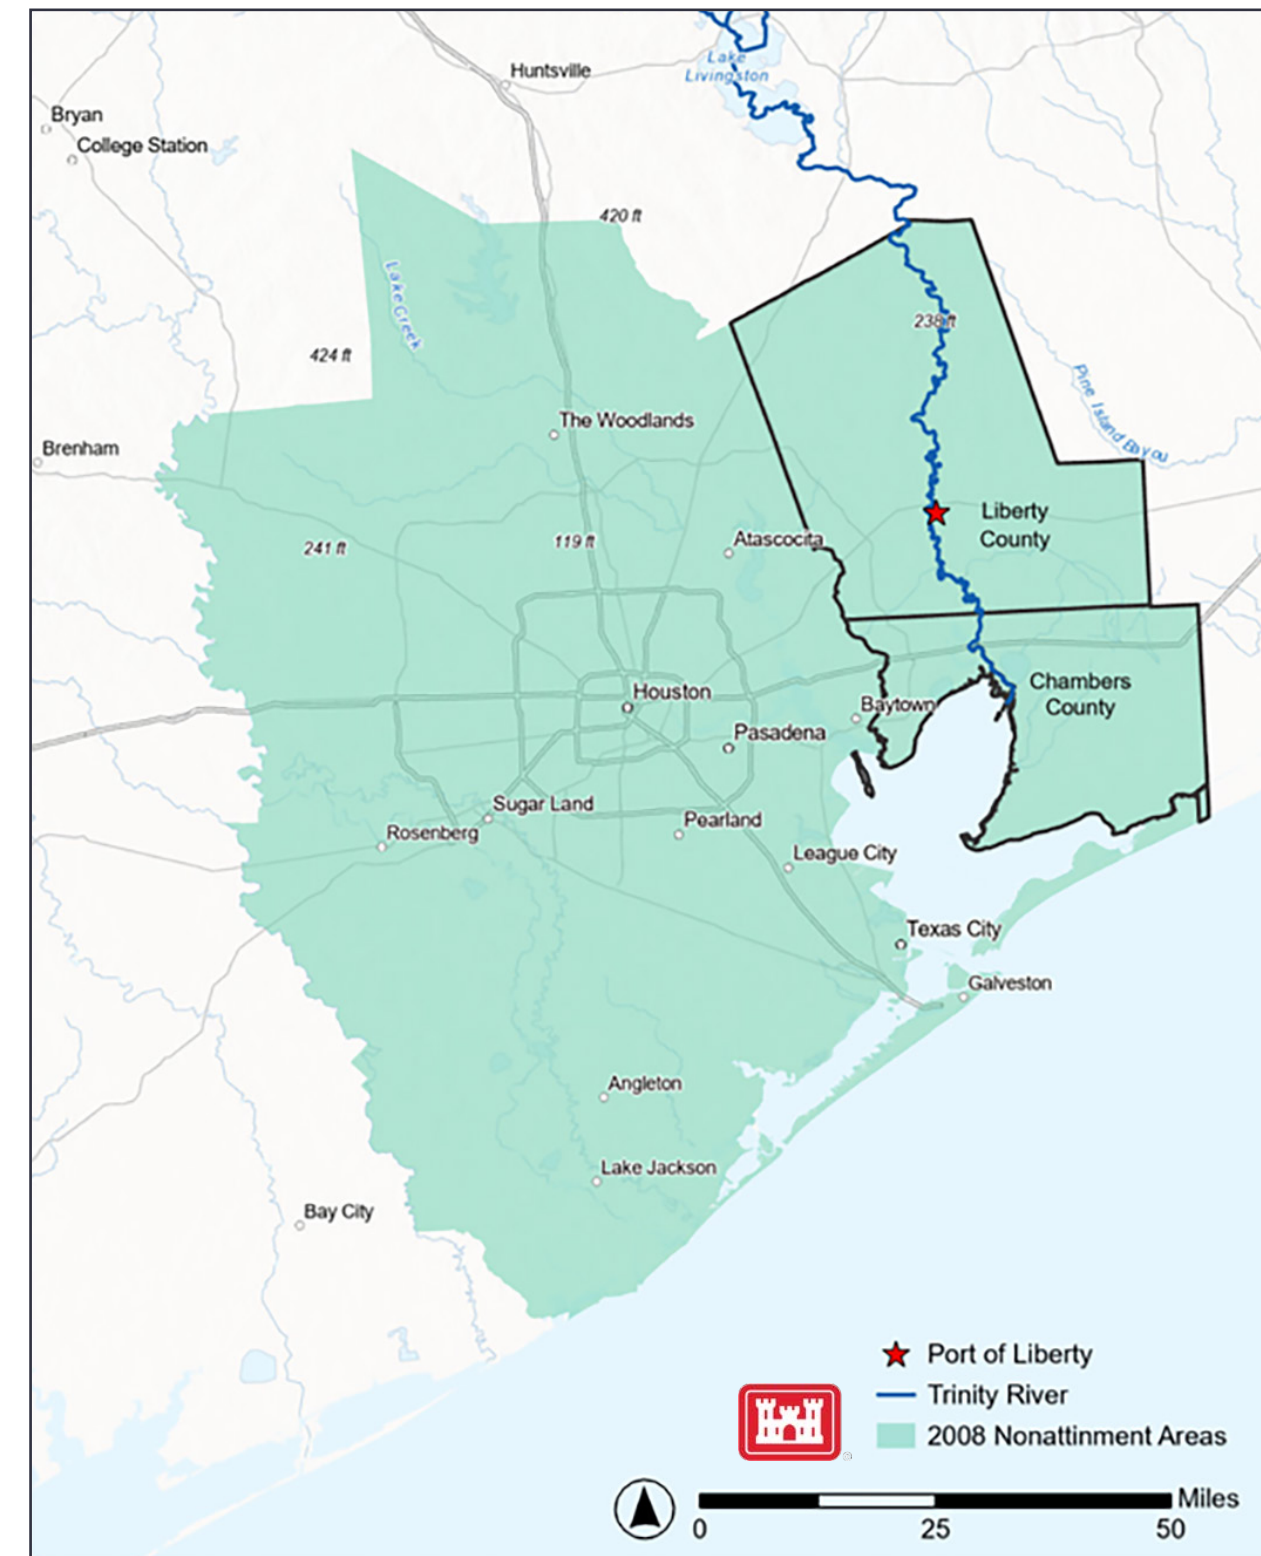 Huntsville
Lake
Livingston
Bryan
College Station
420 ft
Lake Creek
238 ft
424 ft
Pine Island Bayou
The Woodlands
Brenham
Liberty
County
241 ft
119 ft
Atascocita
Chambers
County
Houston
Baytown
Pasadena
Sugar Land
Pearland
Rosenberg
League City
Texas City
Galveston
Angleton
Lake Jackson
Bay City
Port of Liberty
Trinity River
2008 Nonattinment Areas
®
Miles
0 25 50